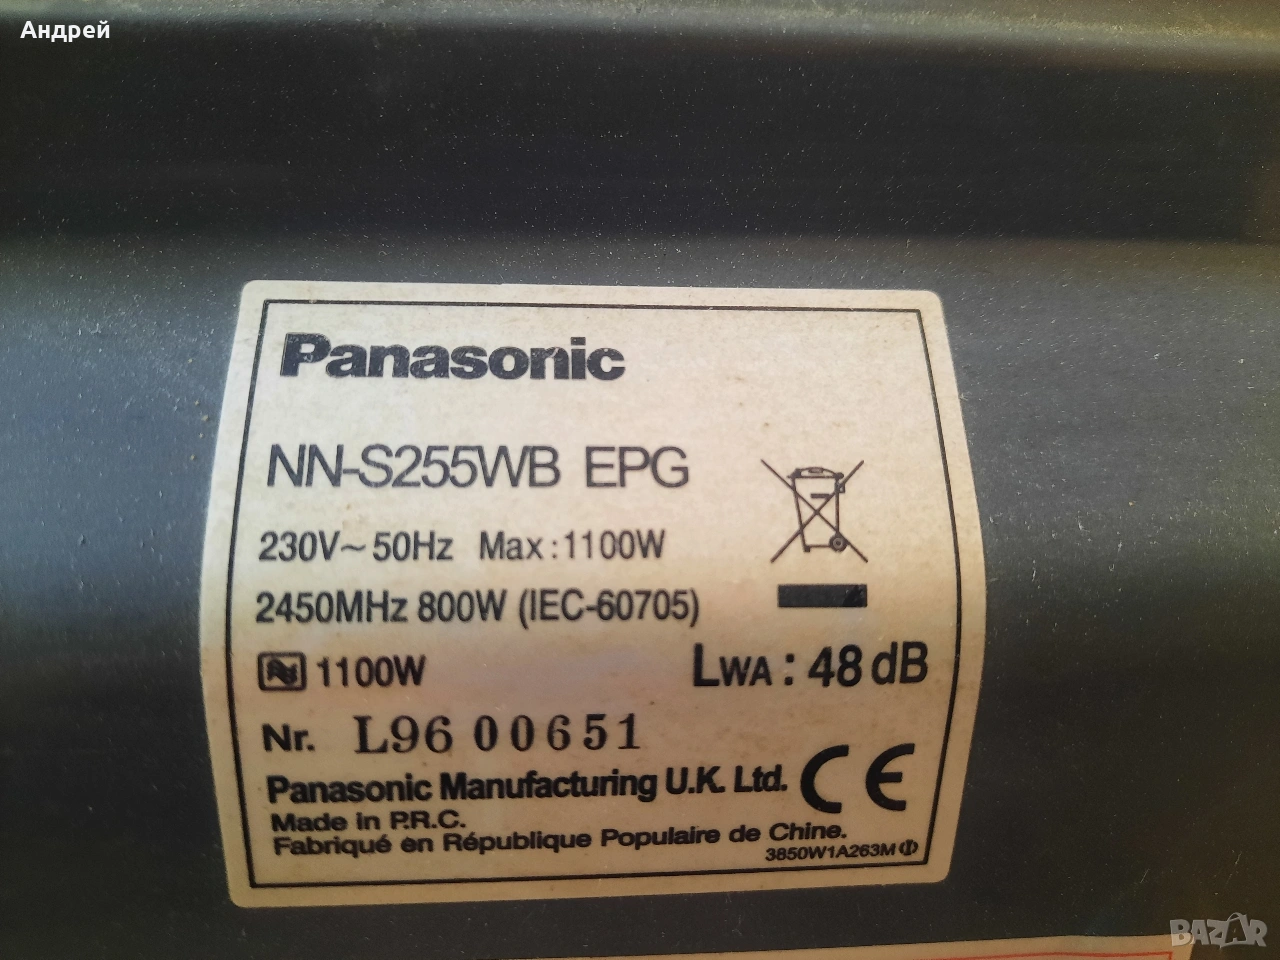 Андрей
Panasonic
NN-S255WB EPG
230V~50Hz Max:1100W
2450MHz 800W (IEC-60705)
1100W
LWA : 48 dB
Nr. L96 00651
Panasonic Manufacturing U.K. Ltd. CE
Made in P.R.C.
Fabriqué en République Populaire de Chine.
3850W1A263M
BAZAR